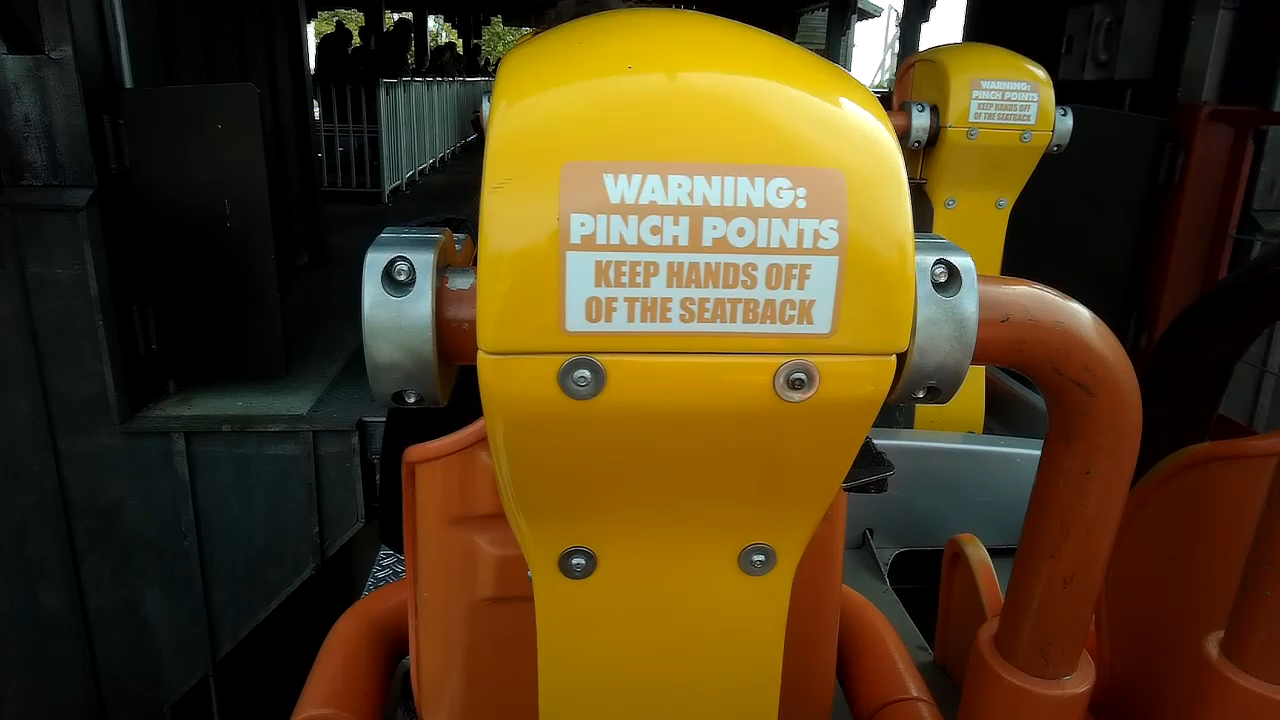 WARNING:
PINCH POINTS
KEEP HANDS OFF
OF THE SEATBACK
WARNING:
PINCH POINTS
KEEP HANDS OFF
OF THE SEATBACK